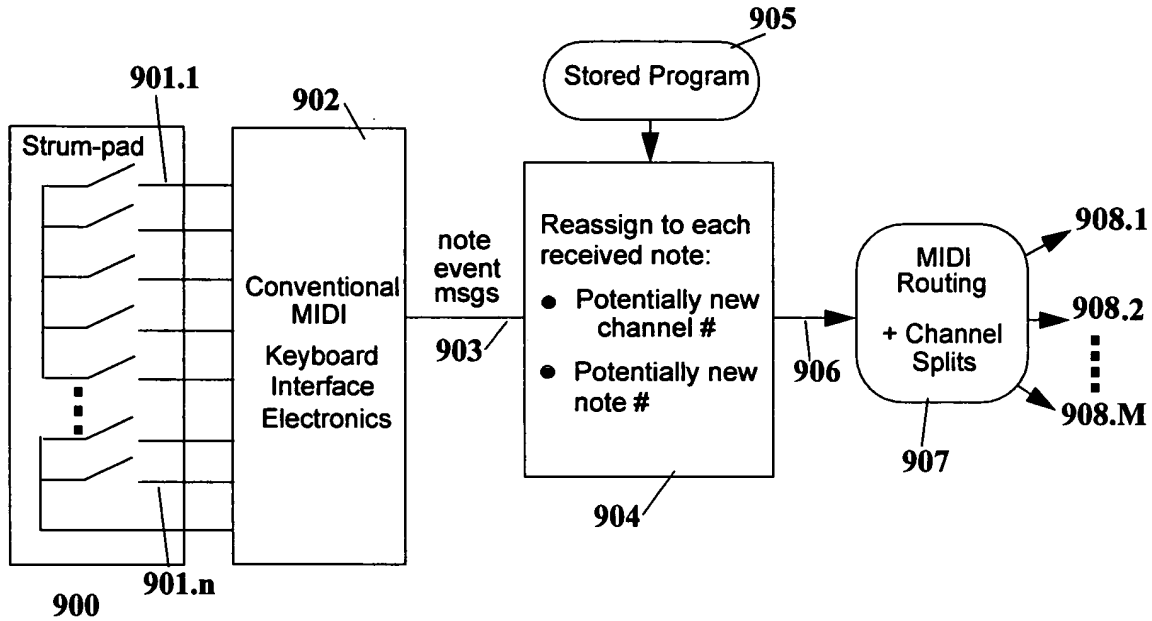 905
Stored Program
901.1
902
Strum-pad
Conventional
MIDI
Keyboard
Interface
Electronics
note
event
msgs
903
Reassign to each
received note:
● Potentially new
channel #
● Potentially new
note #
904
906
MIDI
Routing
+ Channel
Splits
907
908.1
908.2
908.M
901.n
900